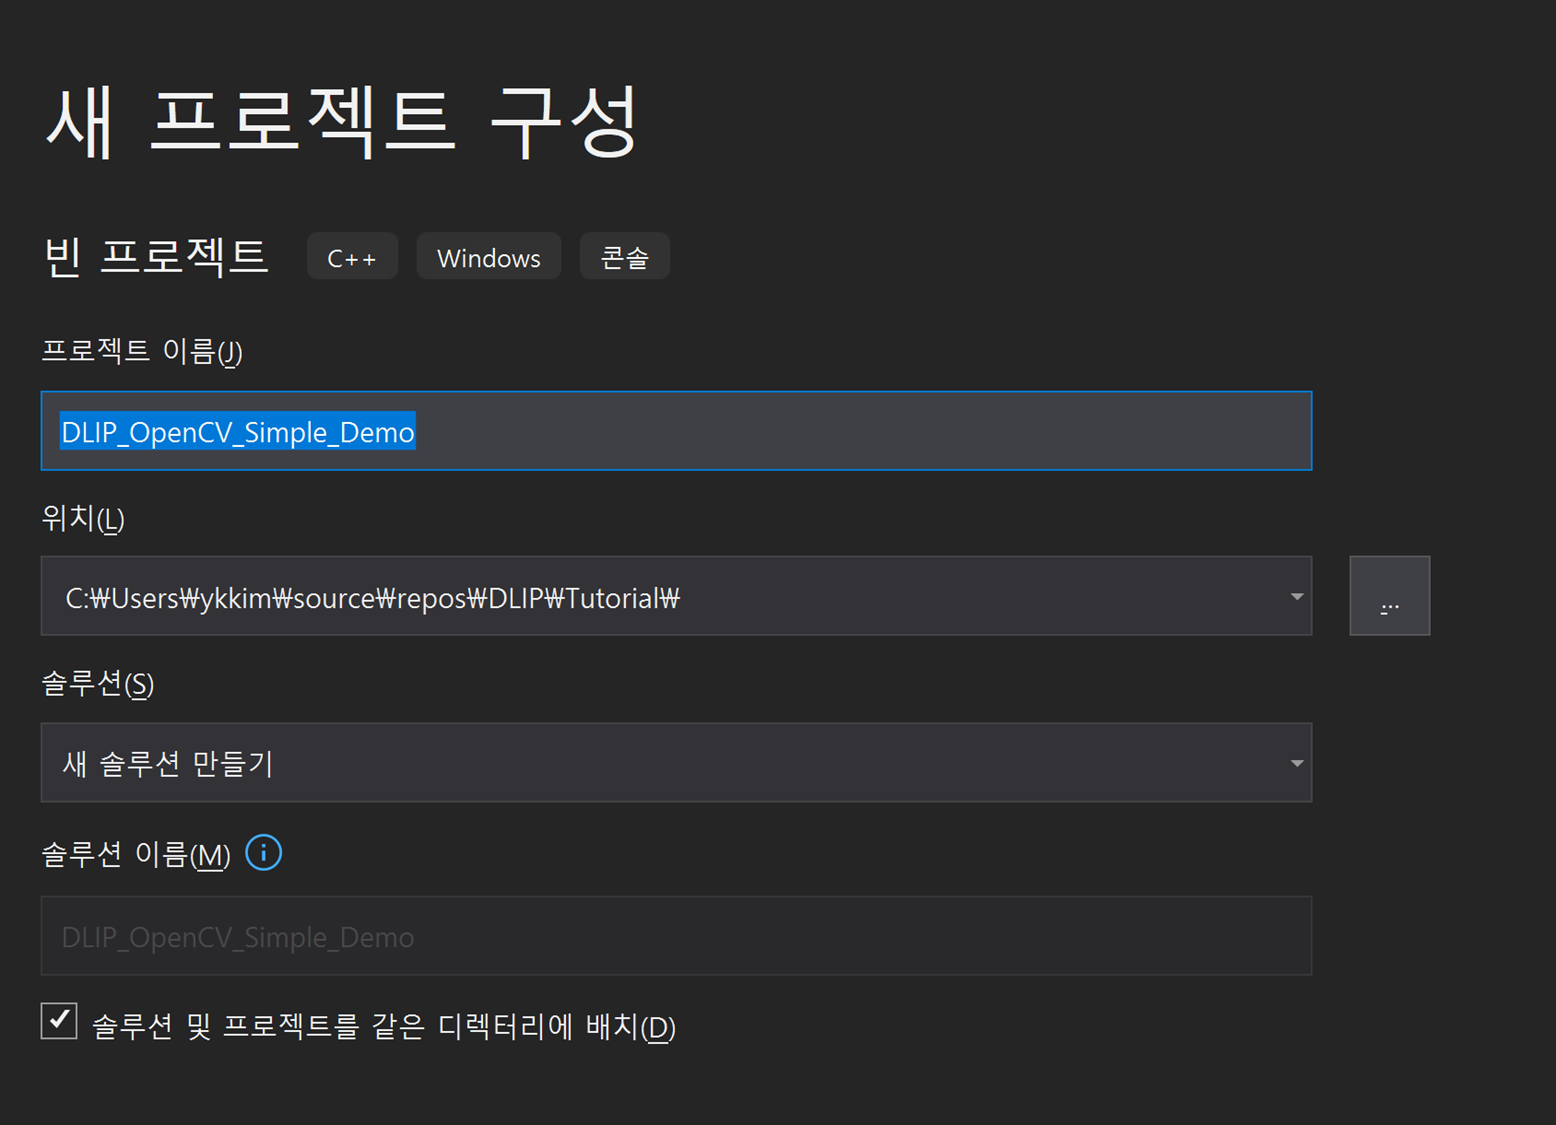 새 프로젝트 구성
빈 프로젝트 C++ Windows 콘솔
프로젝트 이름(J)
DLIP_OpenCV_Simple_Demo
위치(L)
C:₩Users₩ykkim₩source₩repos₩DLIP₩Tutorial₩
...
솔루션(S)
새 솔루션 만들기
솔루션 이름(M)
DLIP_OpenCV_Simple_Demo
솔루션 및 프로젝트를 같은 디렉터리에 배치(D)